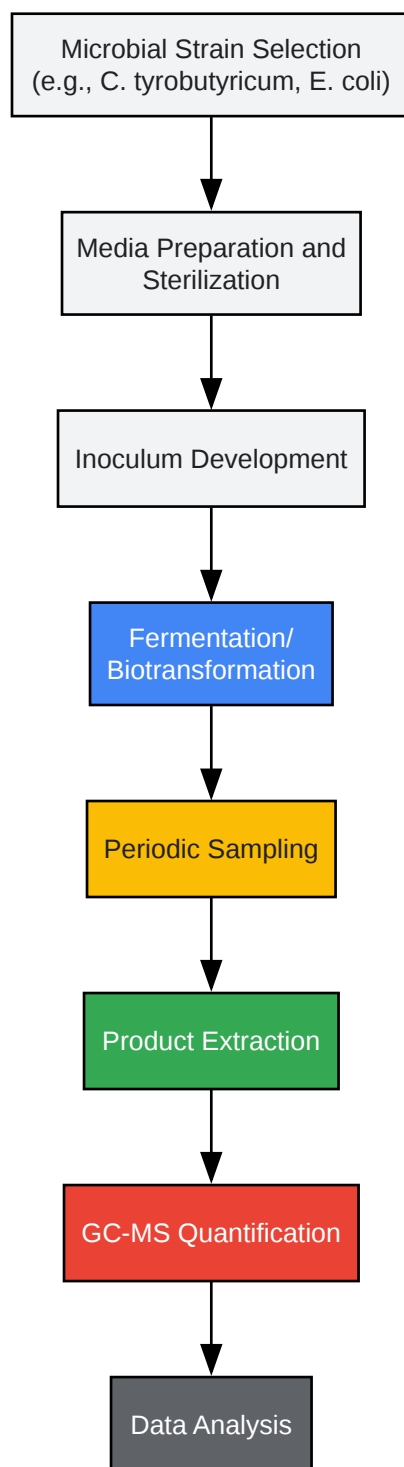 Microbial Strain Selection
(e.g., C. tyrobutyricum, E. coli)
Media Preparation and
Sterilization
Inoculum Development
Fermentation/
Biotransformation
Periodic Sampling
Product Extraction
GC-MS Quantification
Data Analysis